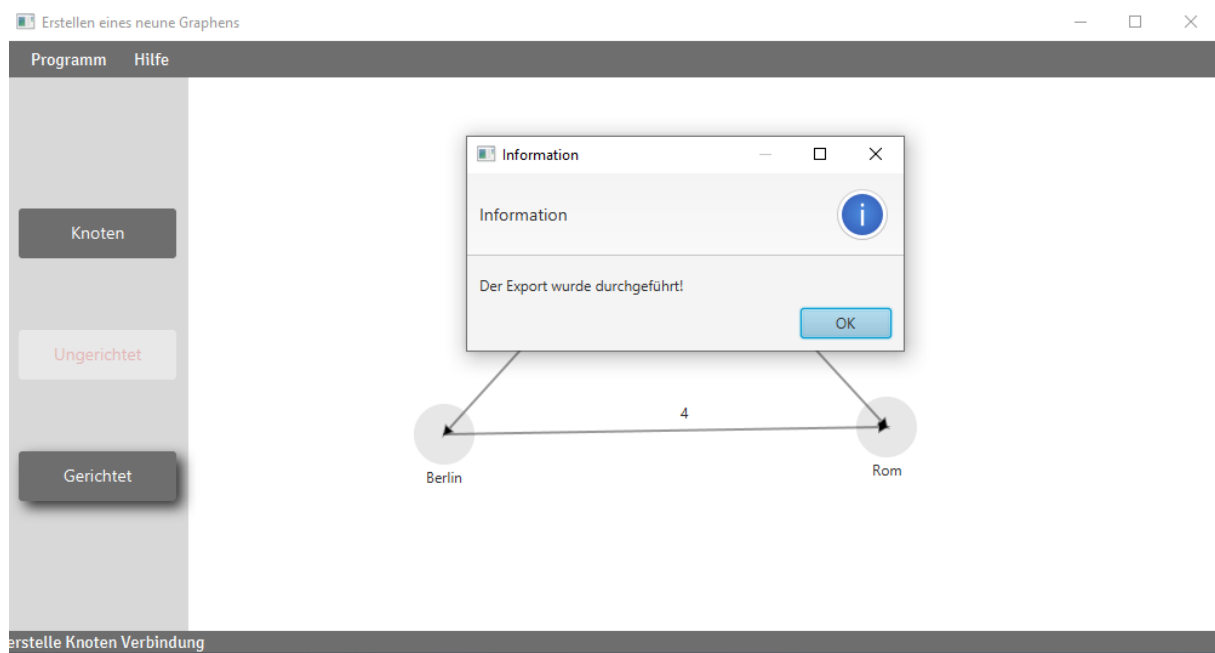 Erstellen eines neune Graphens
Programm Hilfe
Information
Information
i
Der Export wurde durchgeführt!
OK
Knoten
Ungerichtet
Gerichtet
4
Berlin
Rom
erstelle Knoten Verbindung